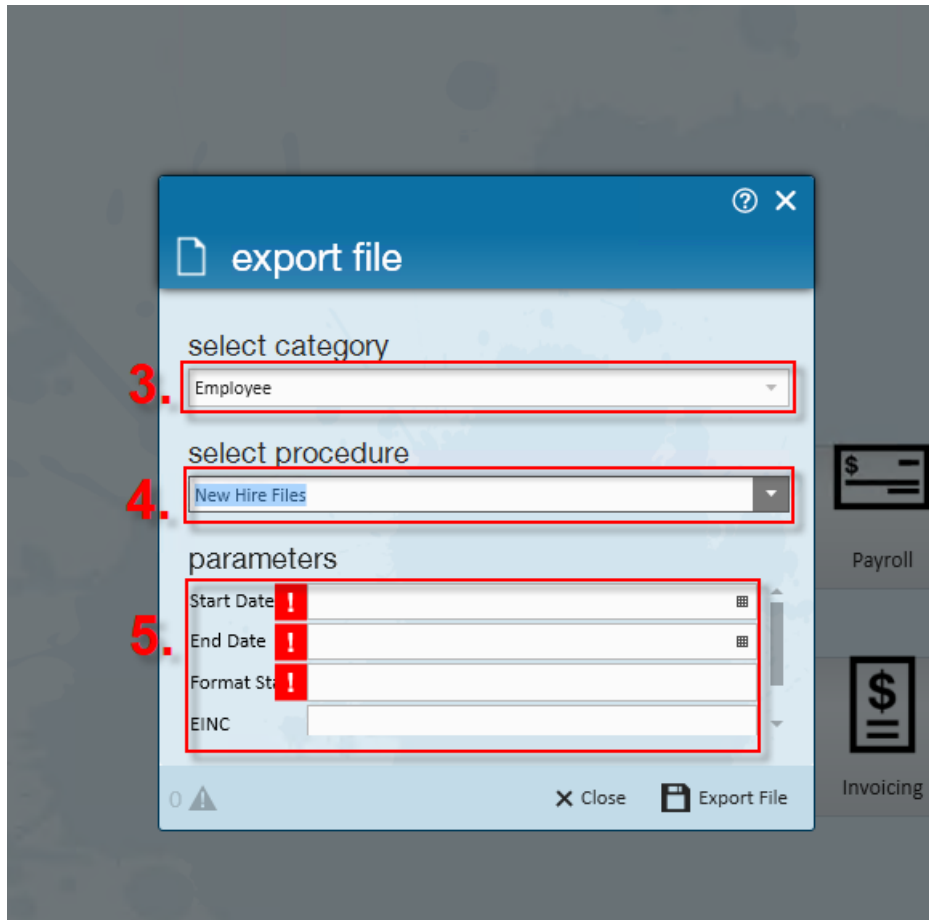 export file
select category
3.
Employee
select procedure
4.
New Hire Files
parameters
5.
Start Date !
End Date !
Format Sta !
EINC
0
Close
Export File
$
Payroll
$
Invoicing